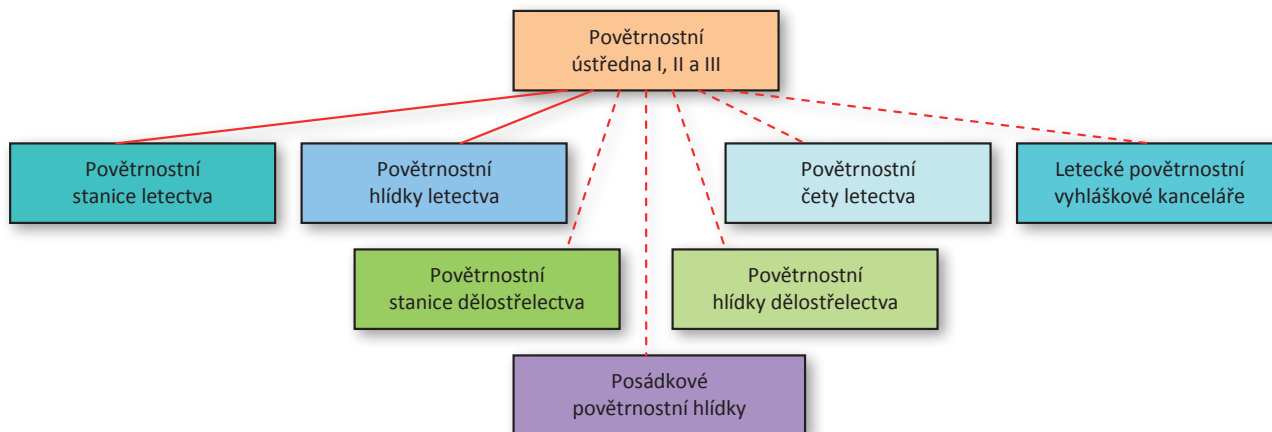 Povětrnostní
ústředna I, II a III
Povětrnostní
stanice letectva
Povětrnostní
hlídky letectva
Povětrnostní
čety letectva
Letecké povětrnostní
vyhláškové kanceláře
Povětrnostní
stanice dělostřelectva
Povětrnostní
hlídky dělostřelectva
Posádkové
povětrnostní hlídky